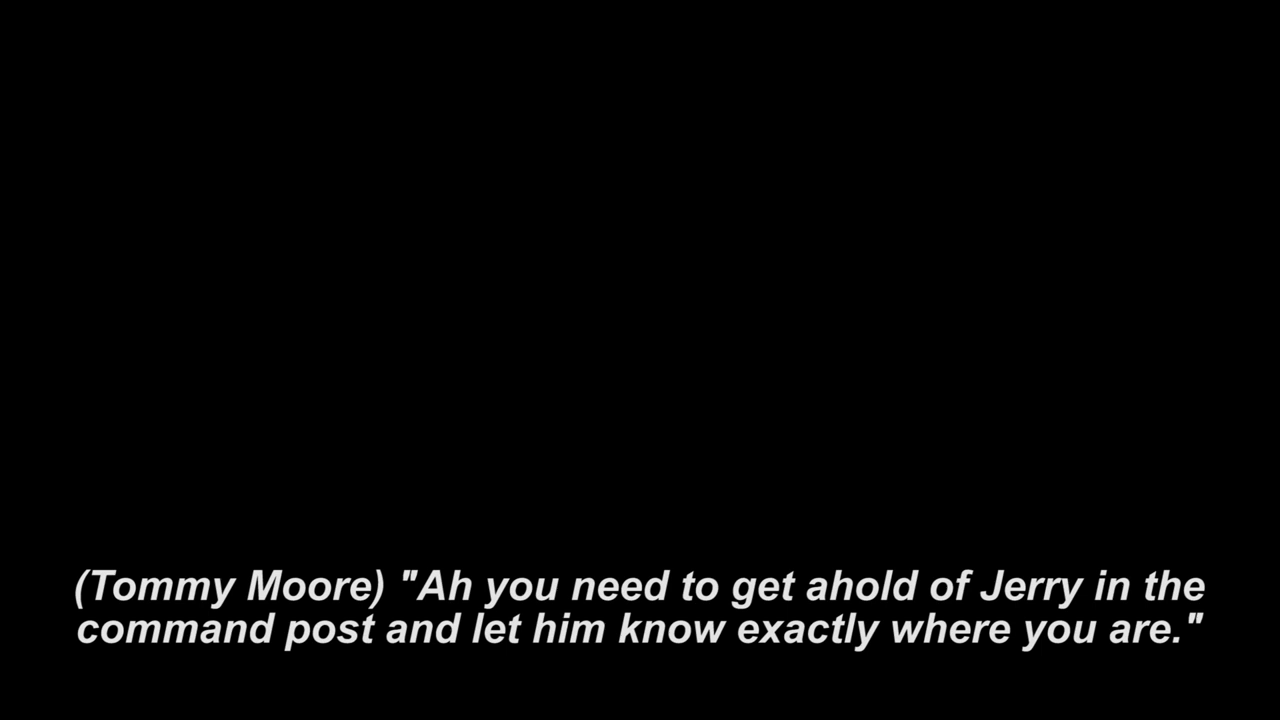 (Tommy Moore) "Ah you need to get ahold of Jerry in the
command post and let him know exactly where you are."